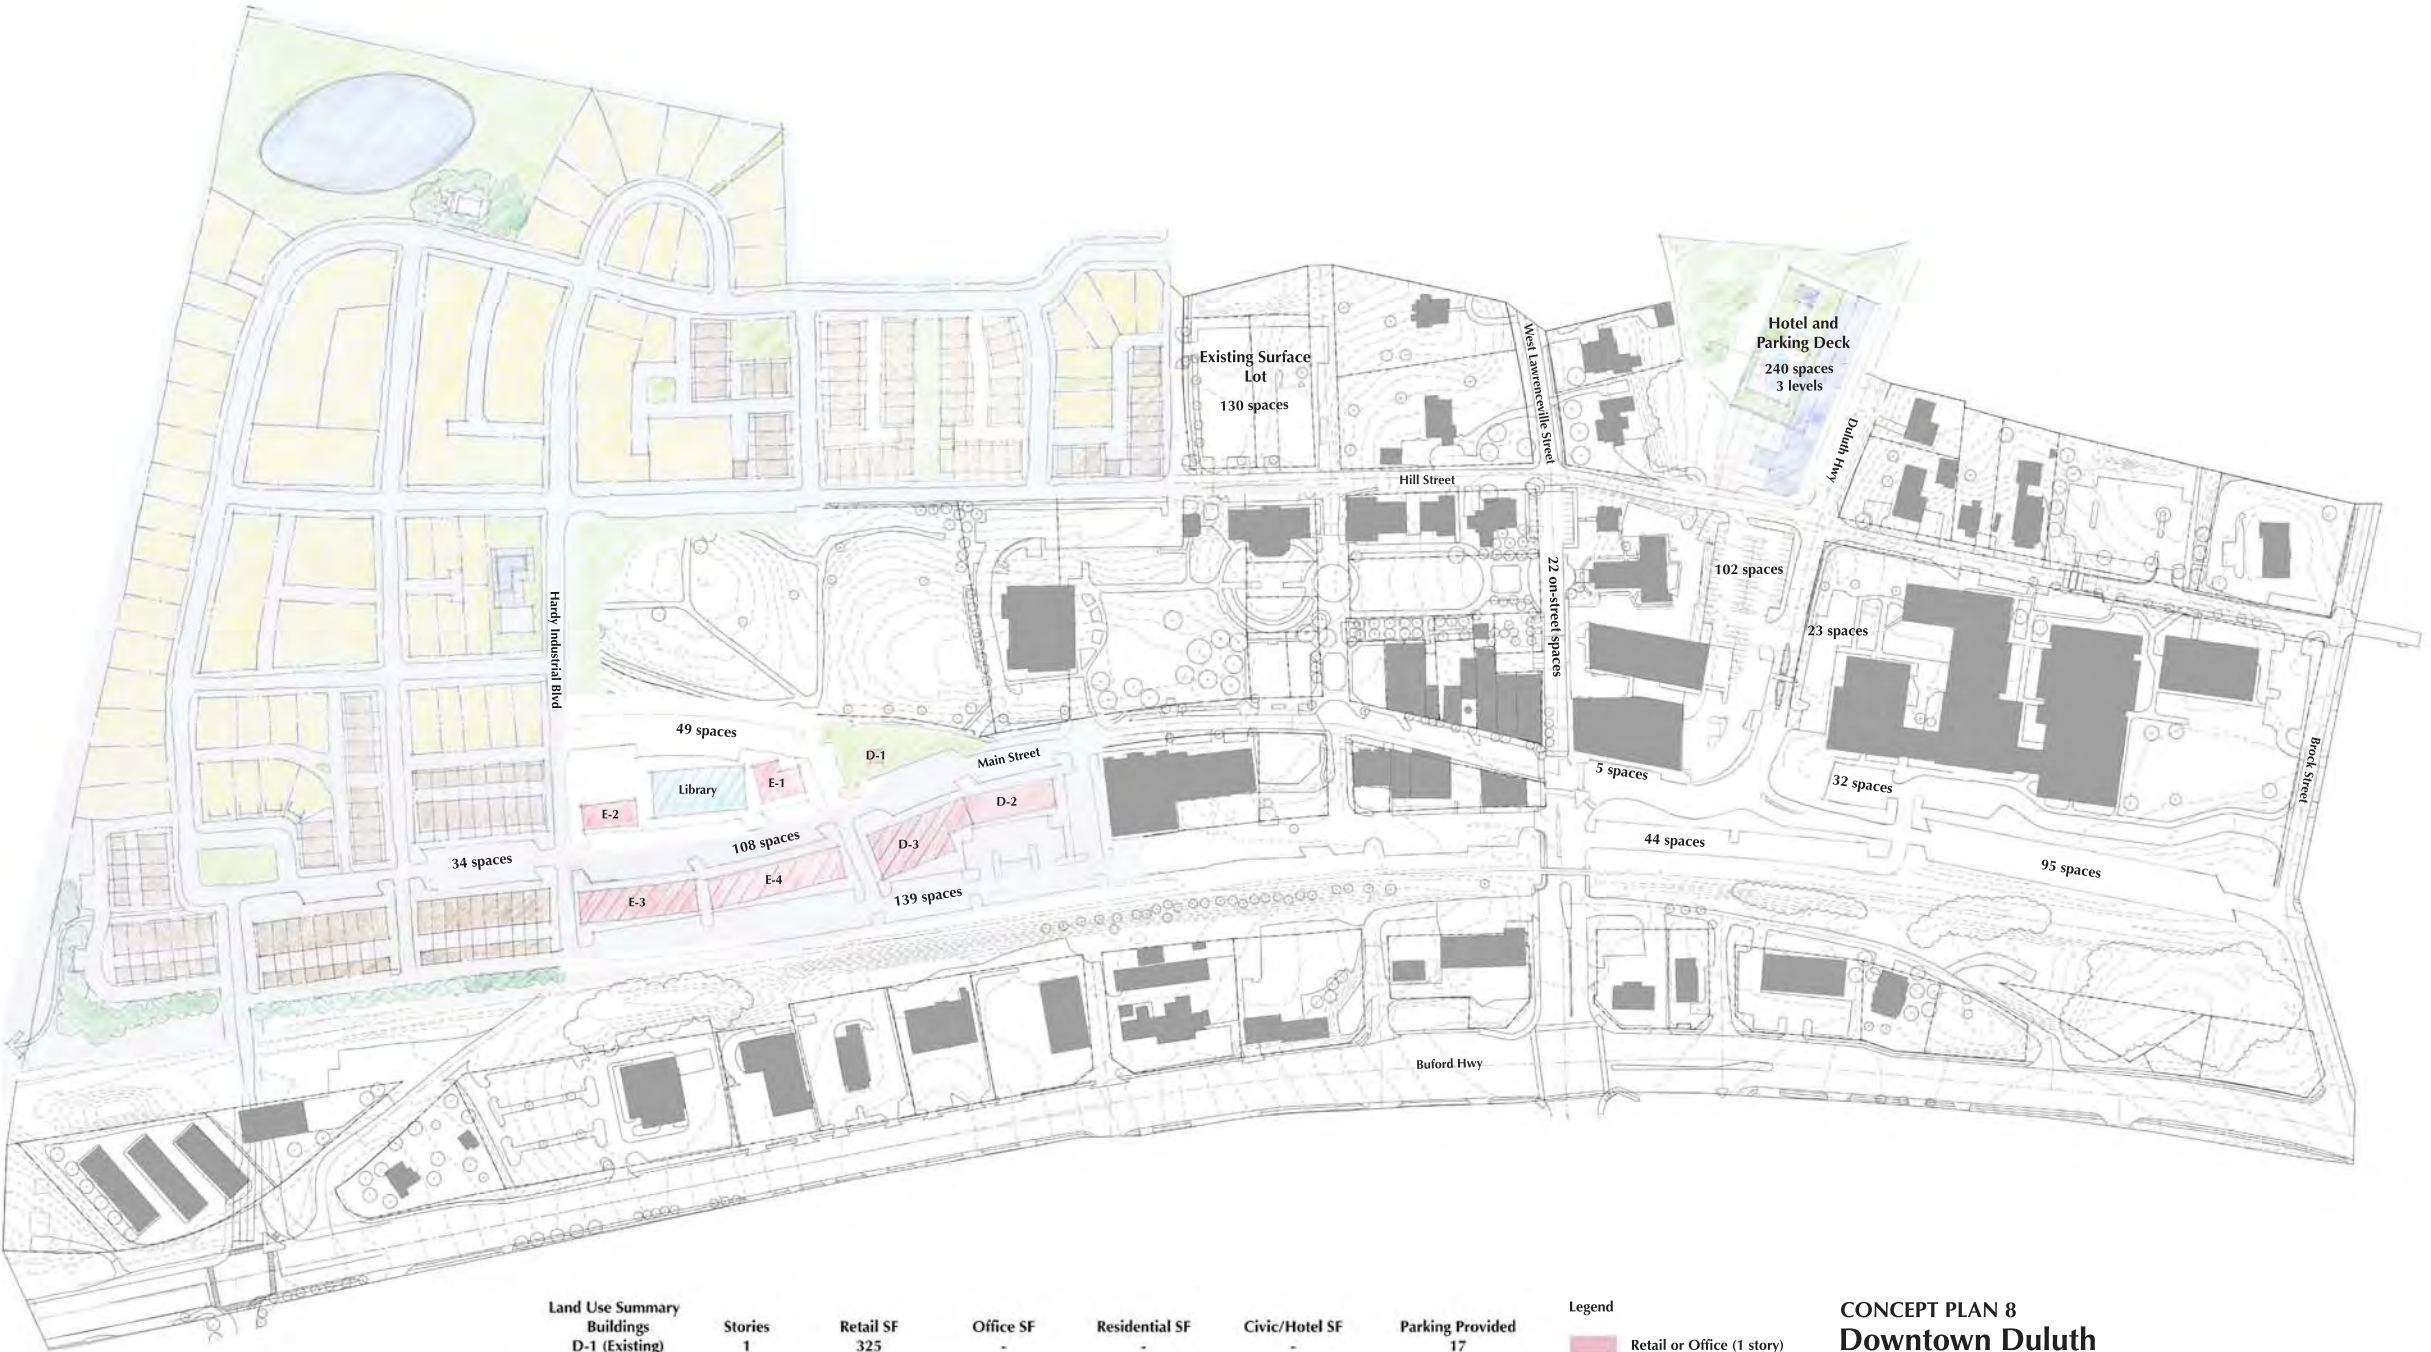 Hotel and
Parking Deck
240 spaces
3 levels
Existing Surface
Lot
130 spaces
West Lawrenceville Street
Duluth Hwy
Hill Street
Hardy Industrial Blvd
22 on-street spaces
102 spaces
23 spaces
49 spaces
D-1
Main Street
Library
E-1
E-2
D-2
5 spaces
32 spaces
Brock Street
108 spaces
D-3
44 spaces
34 spaces
E-4
95 spaces
139 spaces
E-3
Buford Hwy
Land Use Summary
Buildings Stories Retail SF Office SF Residential SF Civic/Hotel SF Parking Provided
D-1 (Existing) 1 325 - - - 17
Legend
Retail or Office (1 story)
CONCEPT PLAN 8
Downtown Duluth